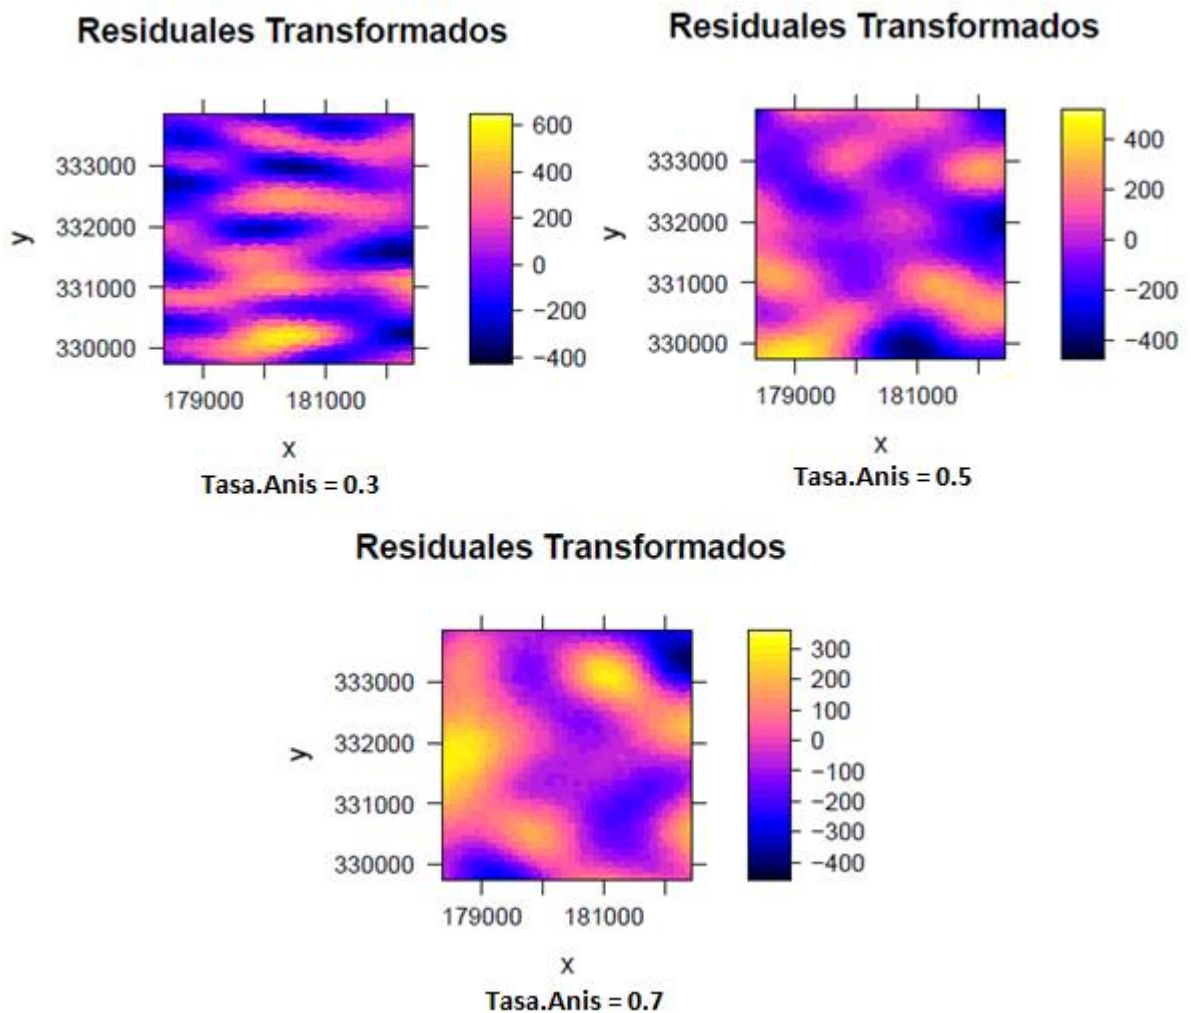 Residuales Transformados
600
400
200
0
−200
−400
333000
332000
331000
330000
y
179000 181000
x
Tasa.Anis = 0.3
Residuales Transformados
400
200
0
−200
−400
333000
332000
331000
330000
y
179000 181000
x
Tasa.Anis = 0.5
Residuales Transformados
300
200
100
0
−100
−200
−300
−400
333000
332000
331000
330000
y
179000 181000
x
Tasa.Anis = 0.7